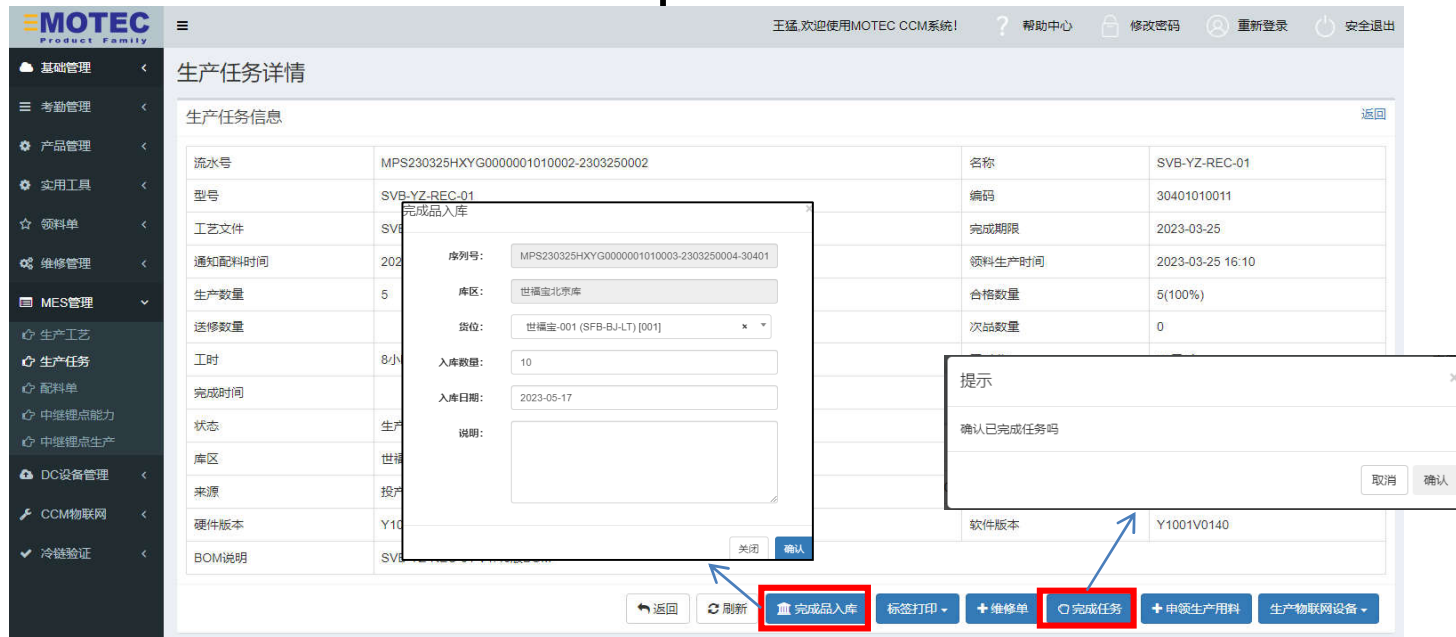 EMOTEC
Product Family
王猛,欢迎使用MOTEC CCM系统!
? 帮助中心
修改密码
重新登录
安全退出
基础管理
考勤管理
产品管理
实用工具
领料单
维修管理
MES管理
生产工艺
生产任务
配料单
中继锂点能力
中继锂点生产
DC设备管理
CCM物联网
冷链验证
生产任务详情
生产任务信息 返回
流水号 MPS230325HXYG0000001010002-2303250002 名称 SVB-YZ-REC-01
型号 SVB-YZ-REC-01 编码 30401010011
工艺文件 SVB 完成期限 2023-03-25
通知配料时间 202 领料生产时间 2023-03-25 16:10
生产数量 5 合格数量 5(100%)
送修数量 次品数量 0
工时 8小
完成时间
状态 生产
库区 世福
来源 投产
硬件版本 Y10 软件版本 Y1001V0140
BOM说明
完成品入库 ×
序列号: MPS230325HXYG0000001010003-2303250004-30401
库区: 世福宝北京库
货位: 世福宝-001 (SFB-BJ-LT) [001] ×
入库数量: 10
入库日期: 2023-05-17
说明:
关闭 确认
提示 ×
确认已完成任务吗
取消 确认
返回 刷新 完成品入库 标签打印 维修单 完成任务 申领生产用料 生产物联网设备